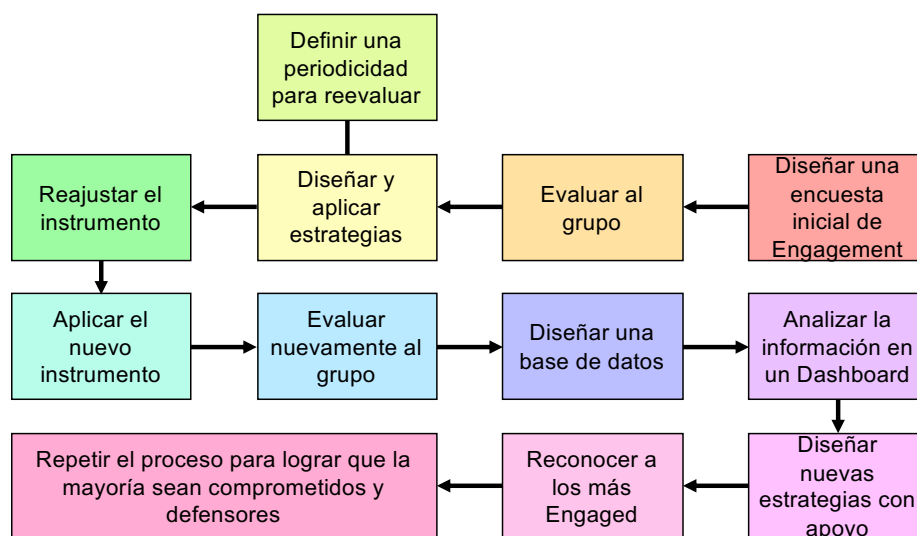 Definir una
periodicidad
para reevaluar
Reajustar el
instrumento
Diseñar y
aplicar
estrategias
Evaluar al
grupo
Diseñar una
encuesta
inicial de
Engagement
Aplicar el
nuevo
instrumento
Evaluar
nuevamente al
grupo
Diseñar una
base de datos
Analizar la
información en
un Dashboard
Repetir el proceso para lograr que la
mayoría sean comprometidos y
defensores
Reconocer a
los más
Engaged
Diseñar
nuevas
estrategias con
apoyo